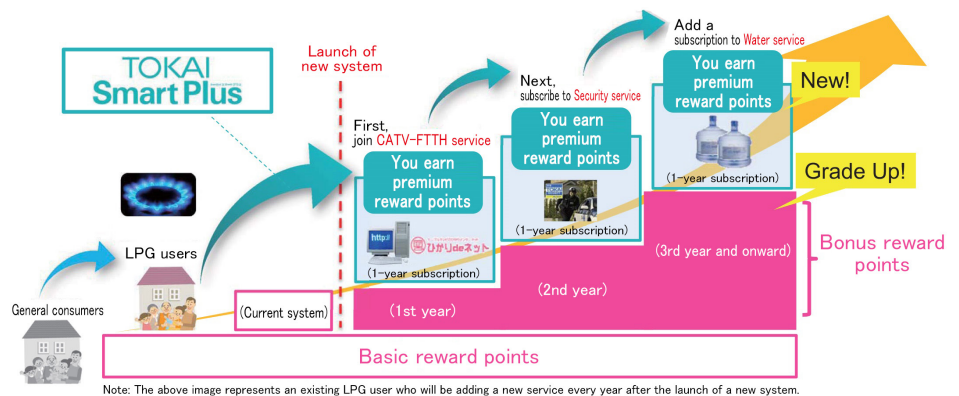 TOKAI
Smart Plus
Launch of
new system
Add a
subscription to Water service
You earn
premium
reward points
New!
(1-year subscription)
Next,
subscribe to Security service
You earn
premium
reward points
TOKAI
(1-year subscription)
First,
join CATV-FTTH service
You earn
premium
reward points
http://
ひかりdeネット
(1-year subscription)
Grade Up!
LPG users
General consumers
(Current system)
(1st year)
(2nd year)
(3rd year and onward)
Bonus reward
points
Basic reward points
Note: The above image represents an existing LPG user who will be adding a new service every year after the launch of a new system.